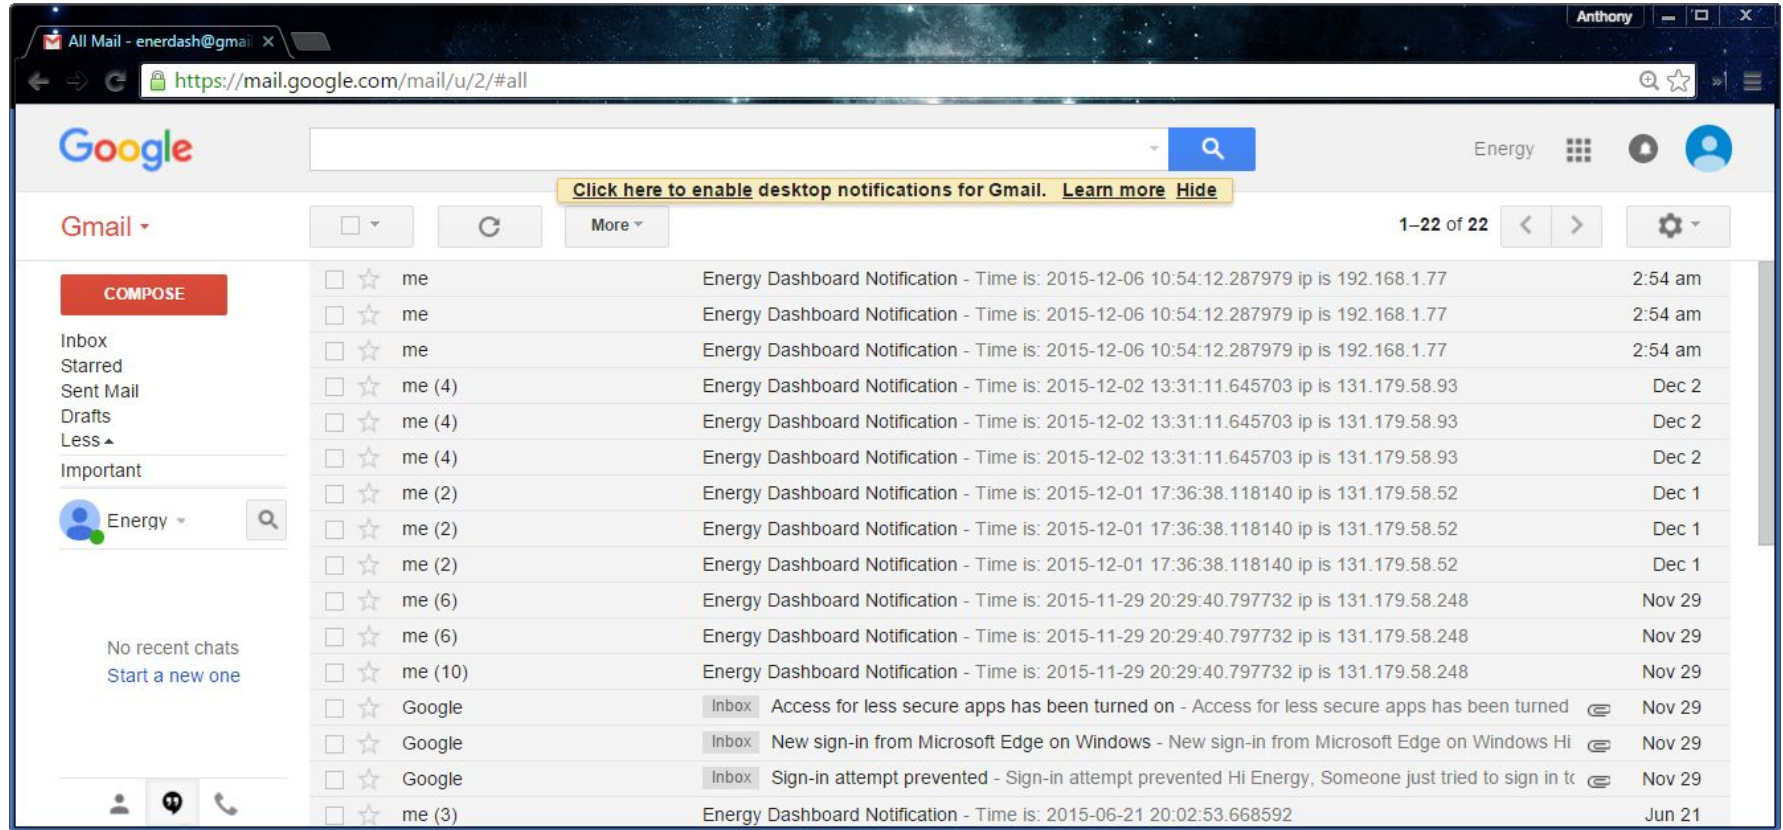 Anthony
All Mail - enerdash@gmai
https://mail.google.com/mail/u/2/#all
Google
Energy
Click here to enable desktop notifications for Gmail. Learn more Hide
Gmail
More
1–22 of 22
COMPOSE
Inbox
Starred
Sent Mail
Drafts
Less
Important
Energy
No recent chats
Start a new one
me Energy Dashboard Notification - Time is: 2015-12-06 10:54:12.287979 ip is 192.168.1.77 2:54 am
me Energy Dashboard Notification - Time is: 2015-12-06 10:54:12.287979 ip is 192.168.1.77 2:54 am
me Energy Dashboard Notification - Time is: 2015-12-06 10:54:12.287979 ip is 192.168.1.77 2:54 am
me (4) Energy Dashboard Notification - Time is: 2015-12-02 13:31:11.645703 ip is 131.179.58.93 Dec 2
me (4) Energy Dashboard Notification - Time is: 2015-12-02 13:31:11.645703 ip is 131.179.58.93 Dec 2
me (4) Energy Dashboard Notification - Time is: 2015-12-02 13:31:11.645703 ip is 131.179.58.93 Dec 2
me (2) Energy Dashboard Notification - Time is: 2015-12-01 17:36:38.118140 ip is 131.179.58.52 Dec 1
me (2) Energy Dashboard Notification - Time is: 2015-12-01 17:36:38.118140 ip is 131.179.58.52 Dec 1
me (2) Energy Dashboard Notification - Time is: 2015-12-01 17:36:38.118140 ip is 131.179.58.52 Dec 1
me (6) Energy Dashboard Notification - Time is: 2015-11-29 20:29:40.797732 ip is 131.179.58.248 Nov 29
me (6) Energy Dashboard Notification - Time is: 2015-11-29 20:29:40.797732 ip is 131.179.58.248 Nov 29
me (10) Energy Dashboard Notification - Time is: 2015-11-29 20:29:40.797732 ip is 131.179.58.248 Nov 29
Google Inbox Access for less secure apps has been turned on - Access for less secure apps has been turned Nov 29
Google Inbox New sign-in from Microsoft Edge on Windows - New sign-in from Microsoft Edge on Windows Hi Nov 29
Google Inbox Sign-in attempt prevented - Sign-in attempt prevented Hi Energy, Someone just tried to sign in to Nov 29
me (3) Energy Dashboard Notification - Time is: 2015-06-21 20:02:53.668592 Jun 21